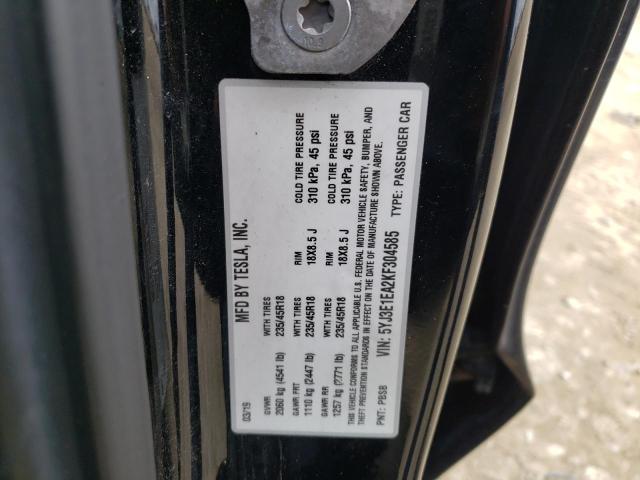 MFD BY TESLA, INC.
03/19
GVWR WITH TIRES RIM COLD TIRE PRESSURE
2060 kg (4541 lb) 235/45R18 18X8.5 J 310 kPa, 45 psi
GAWR FRT WITH TIRES RIM COLD TIRE PRESSURE
1110 kg (2447 lb) 235/45R18 18X8.5 J 310 kPa, 45 psi
GAWR RR WITH TIRES
1257 kg (2771 lb) 235/45R18
THIS VEHICLE CONFORMS TO ALL APPLICABLE U.S. FEDERAL MOTOR VEHICLE SAFETY, BUMPER, AND
THEFT PREVENTION STANDARDS IN EFFECT ON THE DATE OF MANUFACTURE SHOWN ABOVE.
VIN: 5YJ3E1EA2KF304585 TYPE: PASSENGER CAR
PNT: PBSB